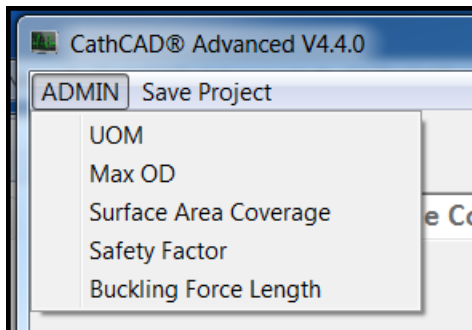 CathCAD® Advanced V4.4.0
ADMIN Save Project
UOM
Max OD
Surface Area Coverage
Safety Factor
Buckling Force Length